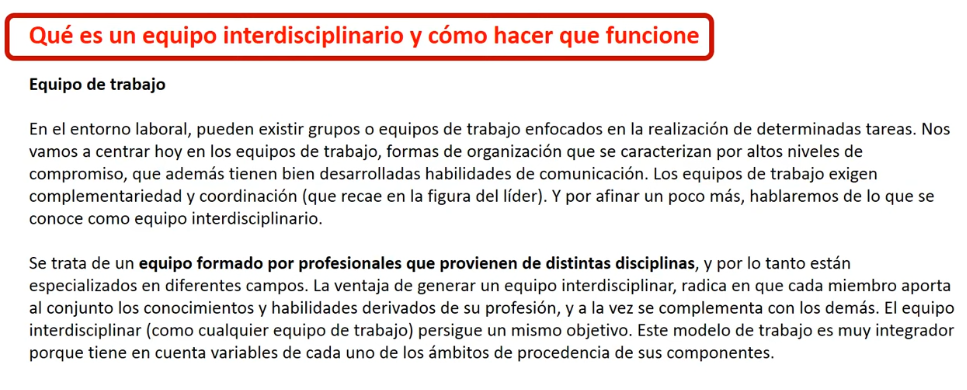 Qué es un equipo interdisciplinario y cómo hacer que funcione
Equipo de trabajo
En el entorno laboral, pueden existir grupos o equipos de trabajo enfocados en la realización de determinadas tareas. Nos
vamos a centrar hoy en los equipos de trabajo, formas de organización que se caracterizan por altos niveles de
compromiso, que además tienen bien desarrolladas habilidades de comunicación. Los equipos de trabajo exigen
complementariedad y coordinación (que recae en la figura del líder). Y por afinar un poco más, hablaremos de lo que se
conoce como equipo interdisciplinario.
Se trata de un equipo formado por profesionales que provienen de distintas disciplinas, y por lo tanto están
especializados en diferentes campos. La ventaja de generar un equipo interdisciplinar, radica en que cada miembro aporta
al conjunto los conocimientos y habilidades derivados de su profesión, y a la vez se complementa con los demás. El equipo
interdisciplinar (como cualquier equipo de trabajo) persigue un mismo objetivo. Este modelo de trabajo es muy integrador
porque tiene en cuenta variables de cada uno de los ámbitos de procedencia de sus componentes.